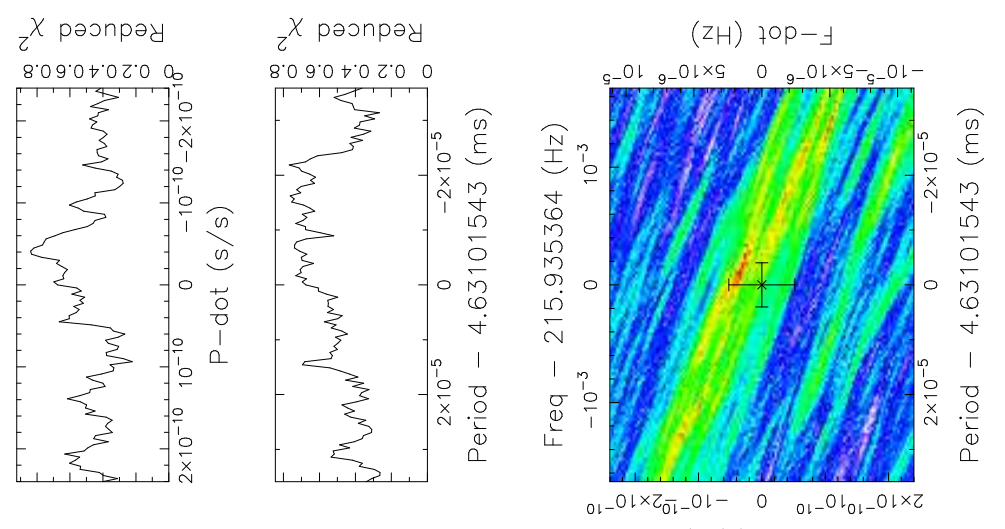 Reduced χ²
0 0.2 0.4 0.6 0.8
2×10⁻¹⁰ 10⁻¹⁰ 0 −10⁻¹⁰ −2×10⁻¹⁰
P−dot (s/s)
Reduced χ²
0 0.2 0.4 0.6 0.8
2×10⁻⁵ 0 −2×10⁻⁵
Period − 4.63101543 (ms)
F−dot (Hz)
−10⁻⁵ −5×10⁻⁶ 0 5×10⁻⁶ 10⁻⁵
Freq − 215.935364 (Hz)
−10⁻³ 0 10⁻³
2×10⁻⁵ 0 −2×10⁻⁵
Period − 4.63101543 (ms)
2×10⁻¹⁰ 10⁻¹⁰ 0 −10⁻¹⁰ −2×10⁻¹⁰